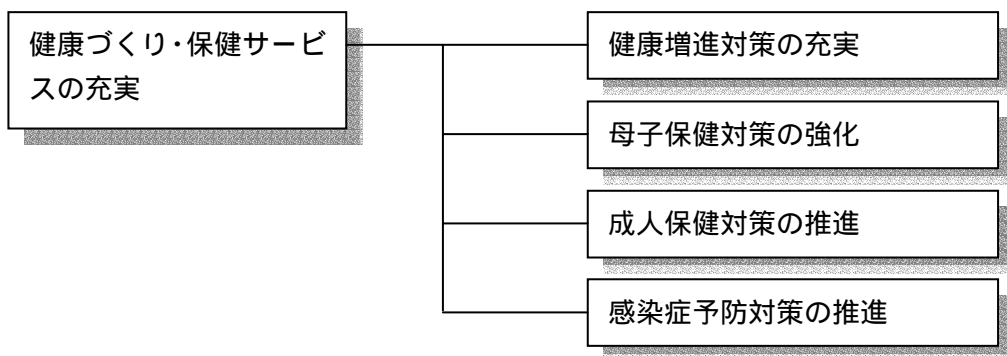 健康づくり・保健サービ
スの充実
健康増進対策の充実
母子保健対策の強化
成人保健対策の推進
感染症予防対策の推進